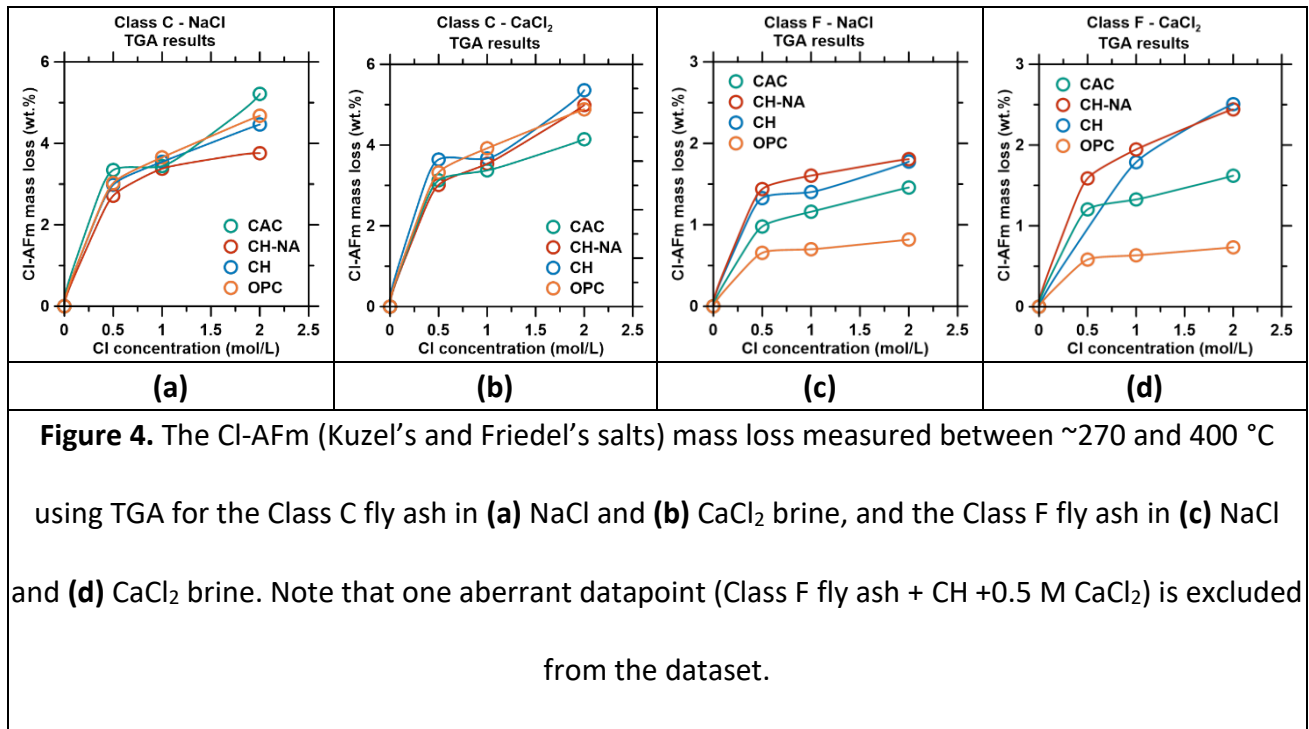 Class C - NaCl
TGA results
Cl-AFm mass loss (wt.%)
6
4
2
0
CAC
CH-NA
CH
OPC
0 0.5 1 1.5 2 2.5
Cl concentration (mol/L)
Class C - CaCl₂
TGA results
Cl-AFm mass loss (wt.%)
6
4
2
0
CAC
CH-NA
CH
OPC
0 0.5 1 1.5 2 2.5
Cl concentration (mol/L)
Class F - NaCl
TGA results
Cl-AFm mass loss (wt.%)
3
2
1
0
CAC
CH-NA
CH
OPC
0 0.5 1 1.5 2 2.5
Cl concentration (mol/L)
Class F - CaCl₂
TGA results
Cl-AFm mass loss (wt.%)
3
2
1
0
CAC
CH-NA
CH
OPC
0 0.5 1 1.5 2 2.5
Cl concentration (mol/L)
(a) (b) (c) (d)
Figure 4. The Cl-AFm (Kuzel’s and Friedel’s salts) mass loss measured between ~270 and 400 °C
using TGA for the Class C fly ash in (a) NaCl and (b) CaCl₂ brine, and the Class F fly ash in (c) NaCl
and (d) CaCl₂ brine. Note that one aberrant datapoint (Class F fly ash + CH +0.5 M CaCl₂) is excluded
from the dataset.